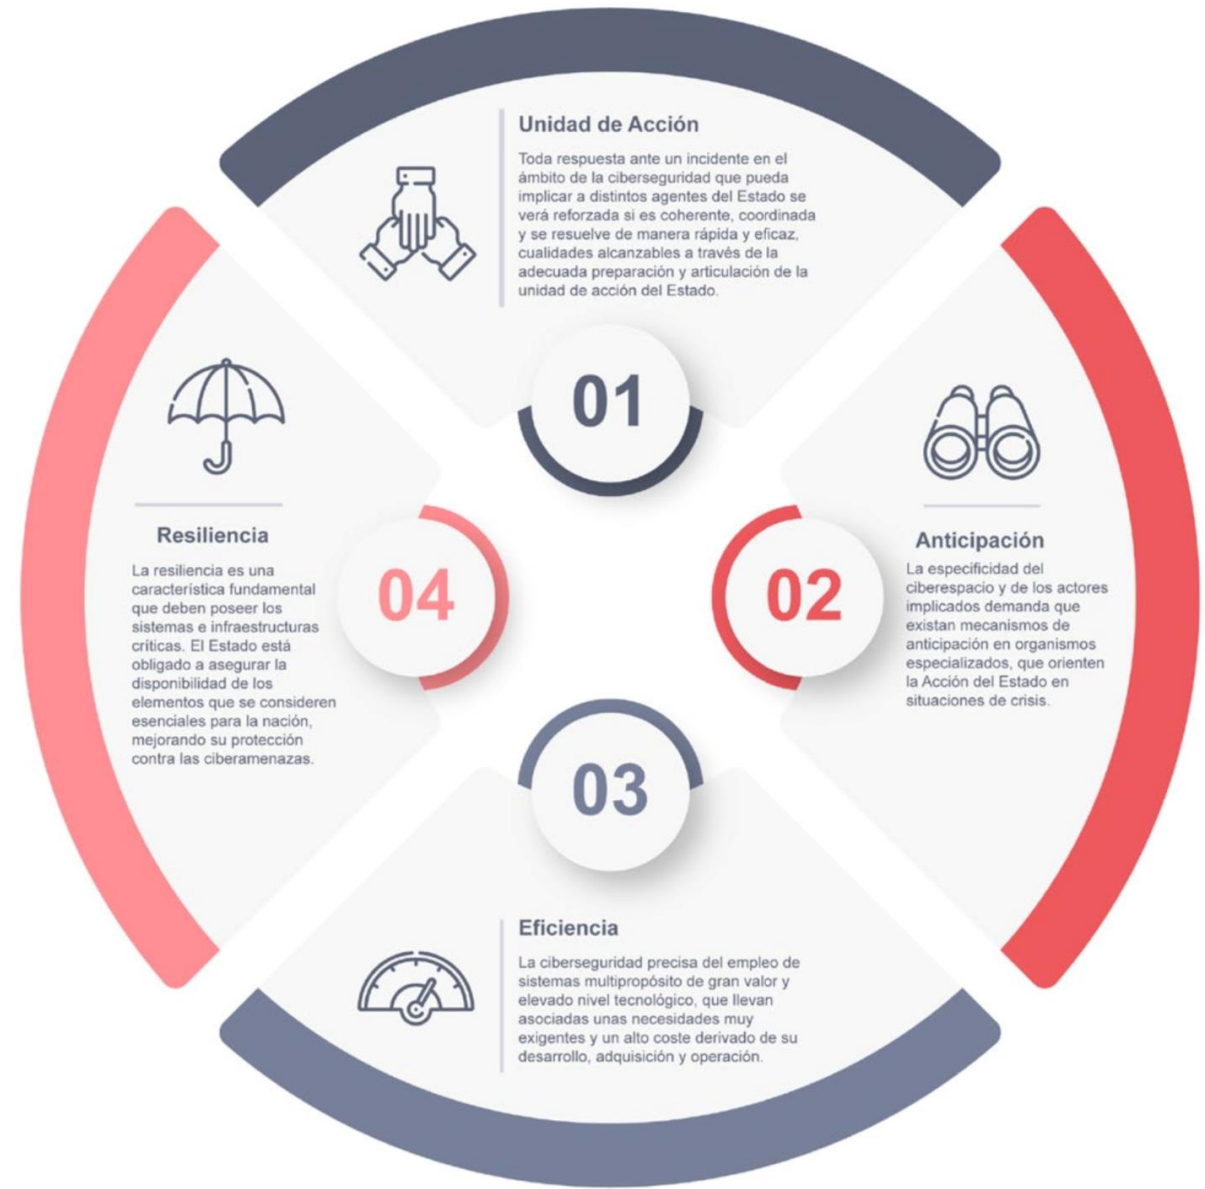 Unidad de Acción
Toda respuesta ante un incidente en el
ámbito de la ciberseguridad que pueda
implicar a distintos agentes del Estado se
verá reforzada si es coherente, coordinada
y se resuelve de manera rápida y eficaz,
cualidades alcanzables a través de la
adecuada preparación y articulación de la
unidad de acción del Estado.
01
02
Anticipación
La especificidad del
ciberespacio y de los actores
implicados demanda que
existan mecanismos de
anticipación en organismos
especializados, que orienten
la Acción del Estado en
situaciones de crisis.
03
Eficiencia
La ciberseguridad precisa del empleo de
sistemas multipropósito de gran valor y
elevado nivel tecnológico, que llevan
asociadas unas necesidades muy
exigentes y un alto coste derivado de su
desarrollo, adquisición y operación.
04
Resiliencia
La resiliencia es una
característica fundamental
que deben poseer los
sistemas e infraestructuras
críticas. El Estado está
obligado a asegurar la
disponibilidad de los
elementos que se consideren
esenciales para la nación,
mejorando su protección
contra las ciberamenazas.